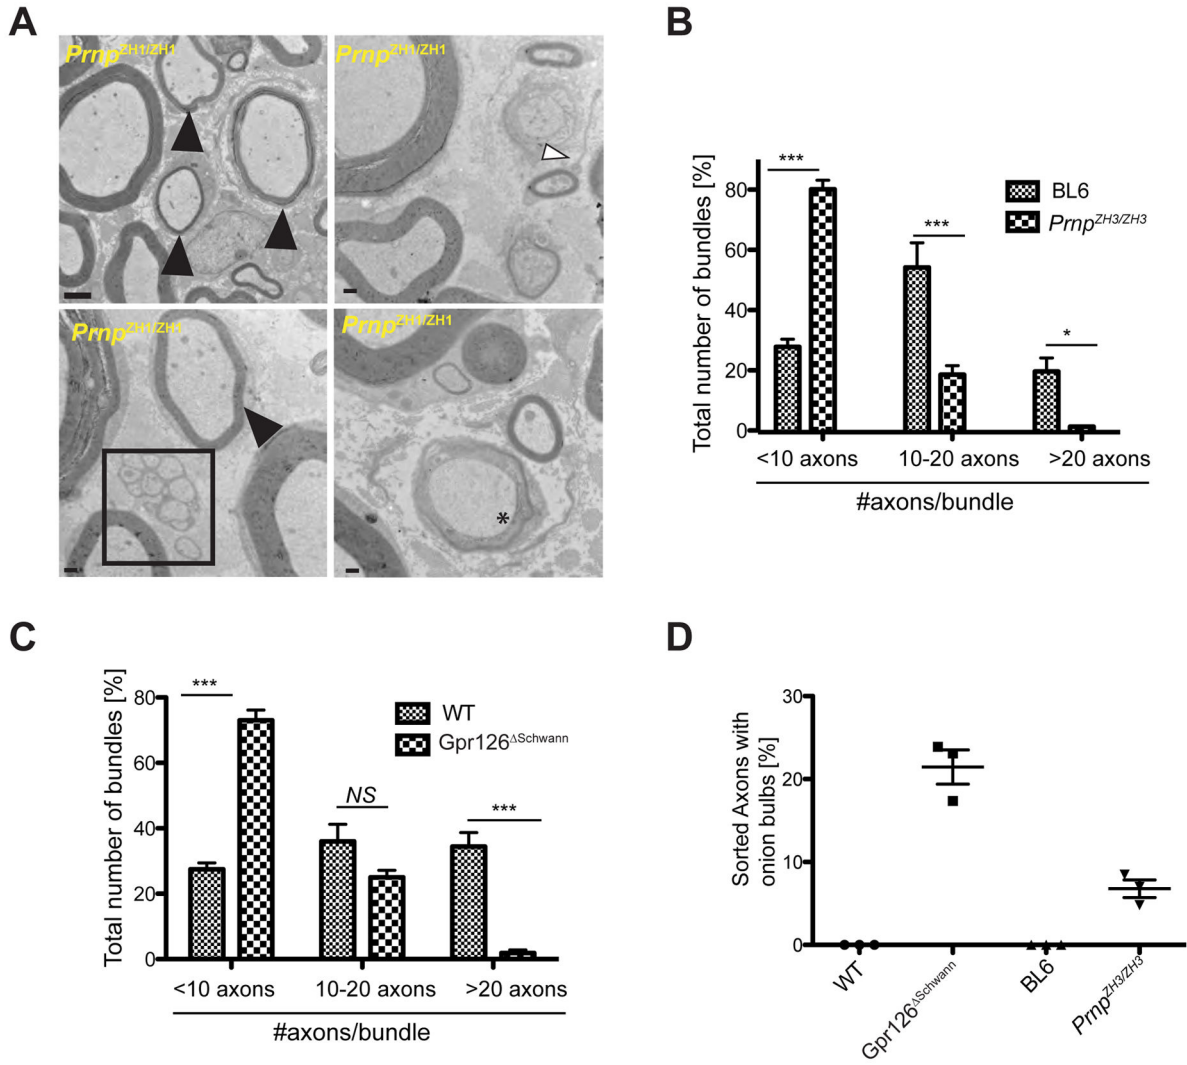 A
Prnp^ZH1/ZH1
Prnp^ZH1/ZH1
Prnp^ZH1/ZH1
Prnp^ZH1/ZH1
*
B
Total number of bundles [%]
80
60
40
20
0
***
***
*
BL6
Prnp^ZH3/ZH3
<10 axons 10-20 axons >20 axons
#axons/bundle
C
Total number of bundles [%]
80
60
40
20
0
***
NS
***
WT
Gpr126^ΔSchwann
<10 axons 10-20 axons >20 axons
#axons/bundle
D
Sorted Axons with
onion bulbs [%]
30
20
10
0
WT
Gpr126^ΔSchwann
BL6
Prnp^ZH3/ZH3